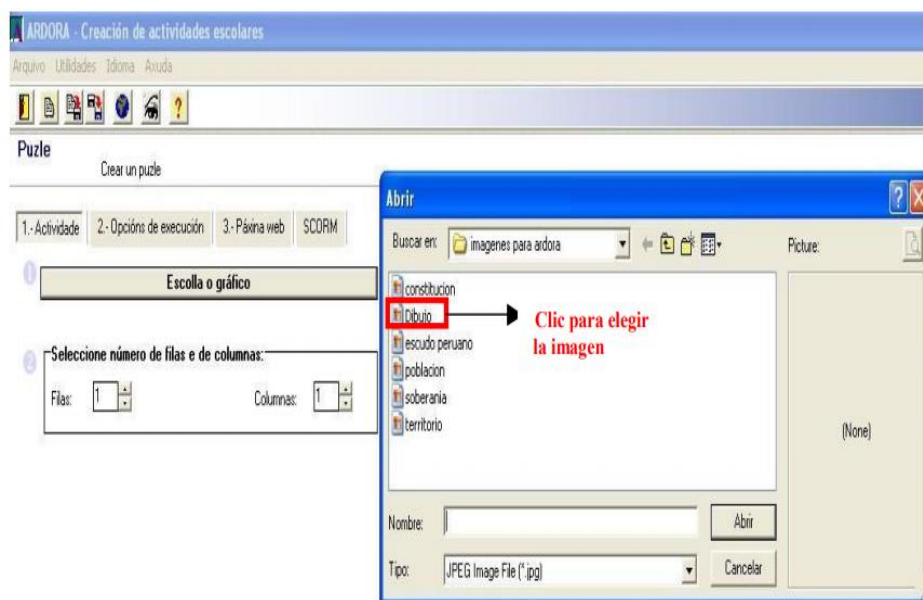 ARDORA - Creación de actividades escolares
Arquivo Utilidades Idioma Axuda
Puzle
Crear un puzle
1.- Actividade 2.- Opcións de execución 3.- Páxina web SCORM
1 Escolla o gráfico
2 Seleccione número de filas e de columnas:
Filas: 1 Columnas: 1
Abrir
Buscar en: imagenes para ardora Picture:
constitucion
Dibujo
escudo peruano
poblacion
soberania
territorio
Clic para elegir
la imagen
(None)
Nombre: Abrir
Tipo: JPEG Image File (*.jpg) Cancelar